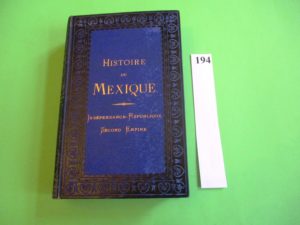 HISTOIRE
DU
MEXIQUE
INDÉPENDANCE RÉPUBLIQUE
SECOND EMPIRE
194